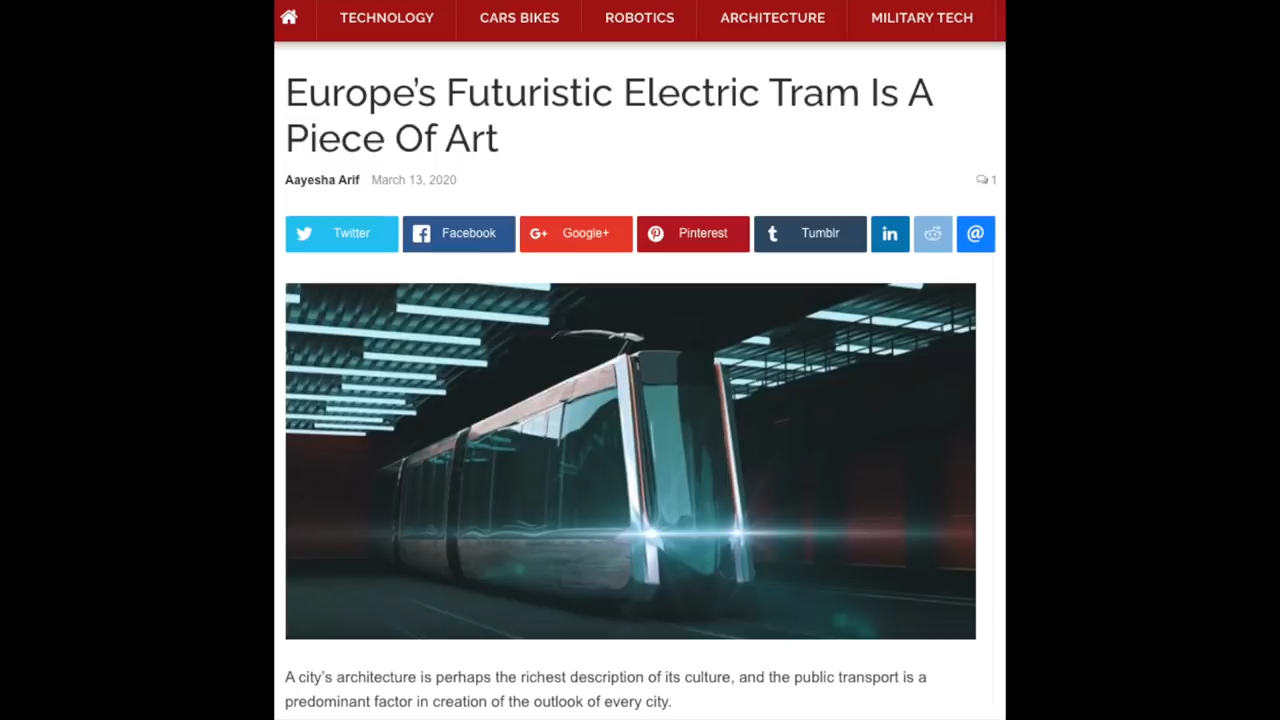 TECHNOLOGY CARS BIKES ROBOTICS ARCHITECTURE MILITARY TECH
Europe's Futuristic Electric Tram Is A
Piece Of Art
Aayesha Arif March 13, 2020 1
Twitter Facebook G+ Google+ Pinterest t Tumblr in @
A city's architecture is perhaps the richest description of its culture, and the public transport is a
predominant factor in creation of the outlook of every city.